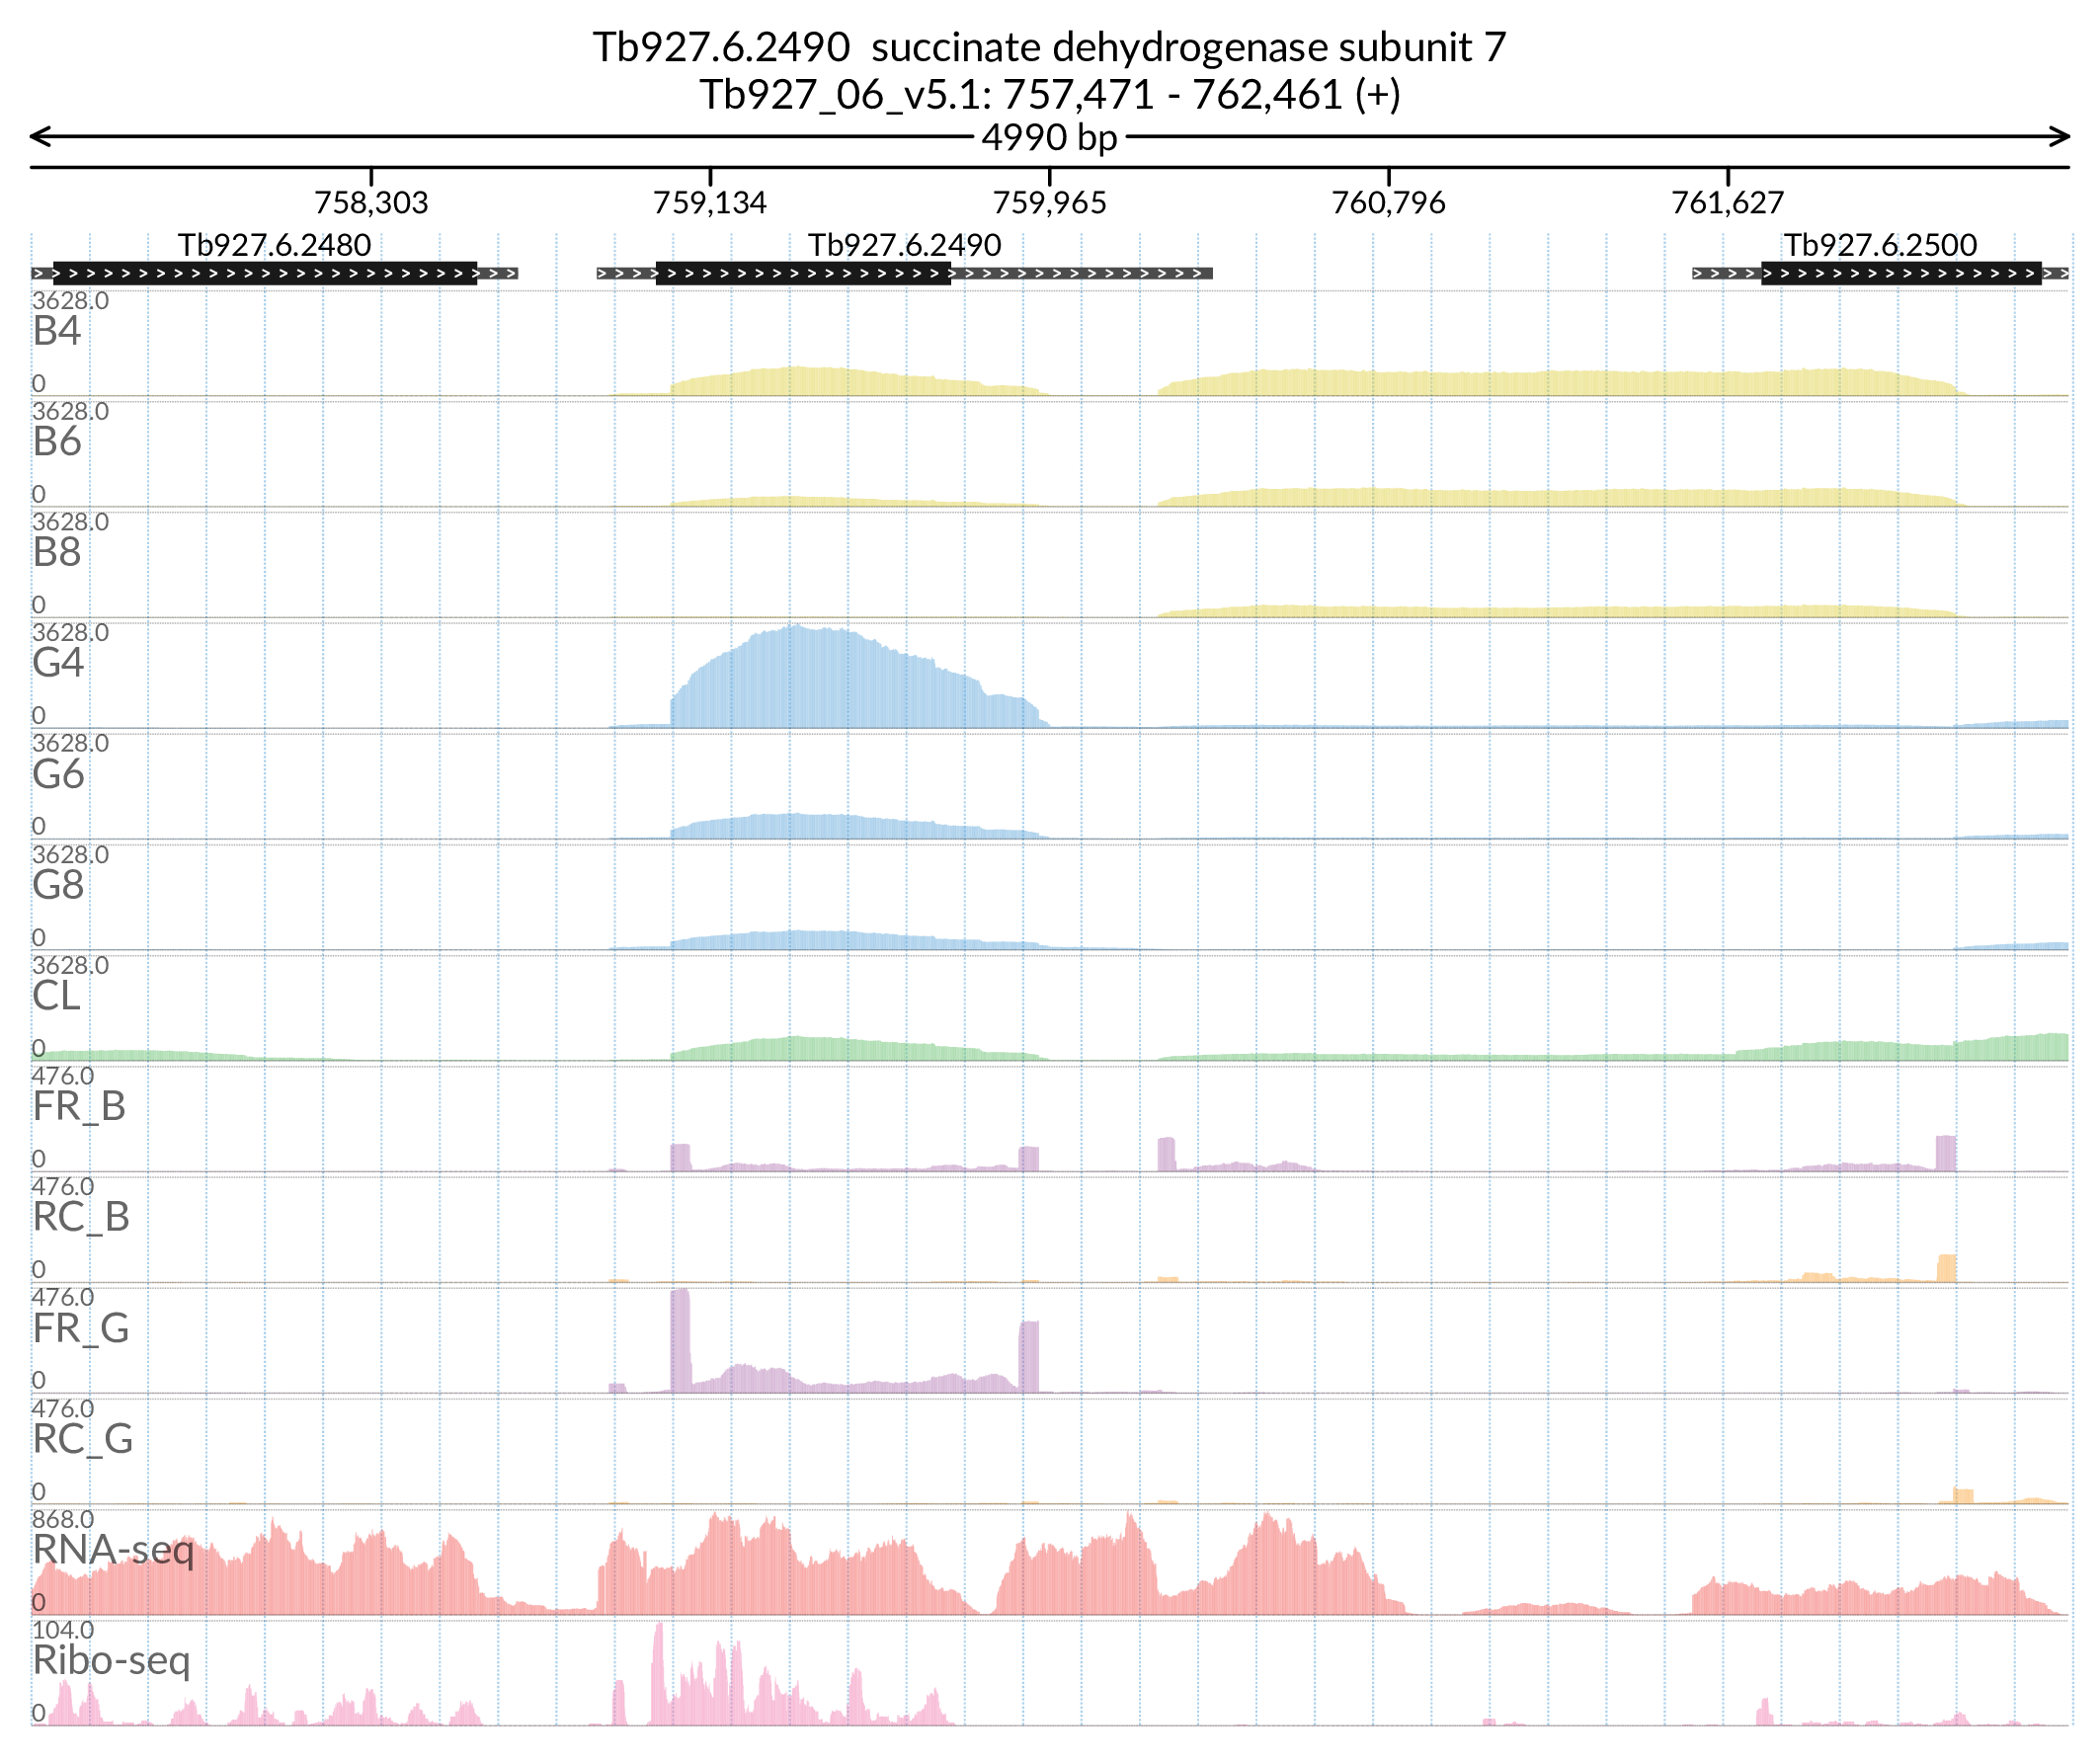 Tb927.6.2490  succinate dehydrogenase subunit 7
Tb927_06_v5.1: 757,471 - 762,461 (+)
4990 bp
758,303 759,134 759,965 760,796 761,627
Tb927.6.2480 Tb927.6.2490 Tb927.6.2500
3628.0
B4
0
3628.0
B6
0
3628.0
B8
0
3628.0
G4
0
3628.0
G6
0
3628.0
G8
0
3628.0
CL
0
476.0
FR_B
0
476.0
RC_B
0
476.0
FR_G
0
476.0
RC_G
0
868.0
RNA-seq
0
104.0
Ribo-seq
0